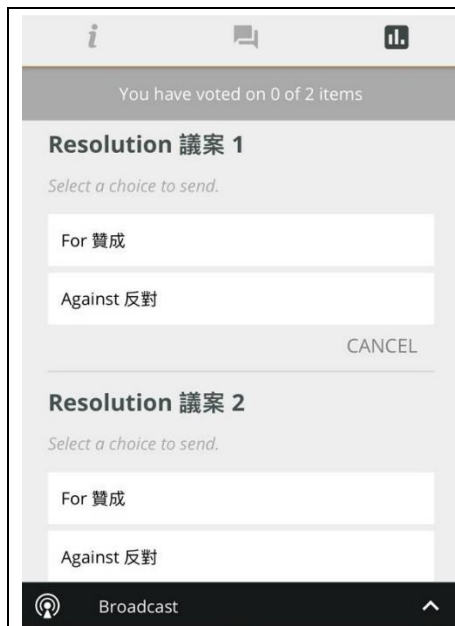 i
You have voted on 0 of 2 items
Resolution 議案 1
Select a choice to send.
For 贊成
Against 反對
CANCEL
Resolution 議案 2
Select a choice to send.
For 贊成
Against 反對
Broadcast